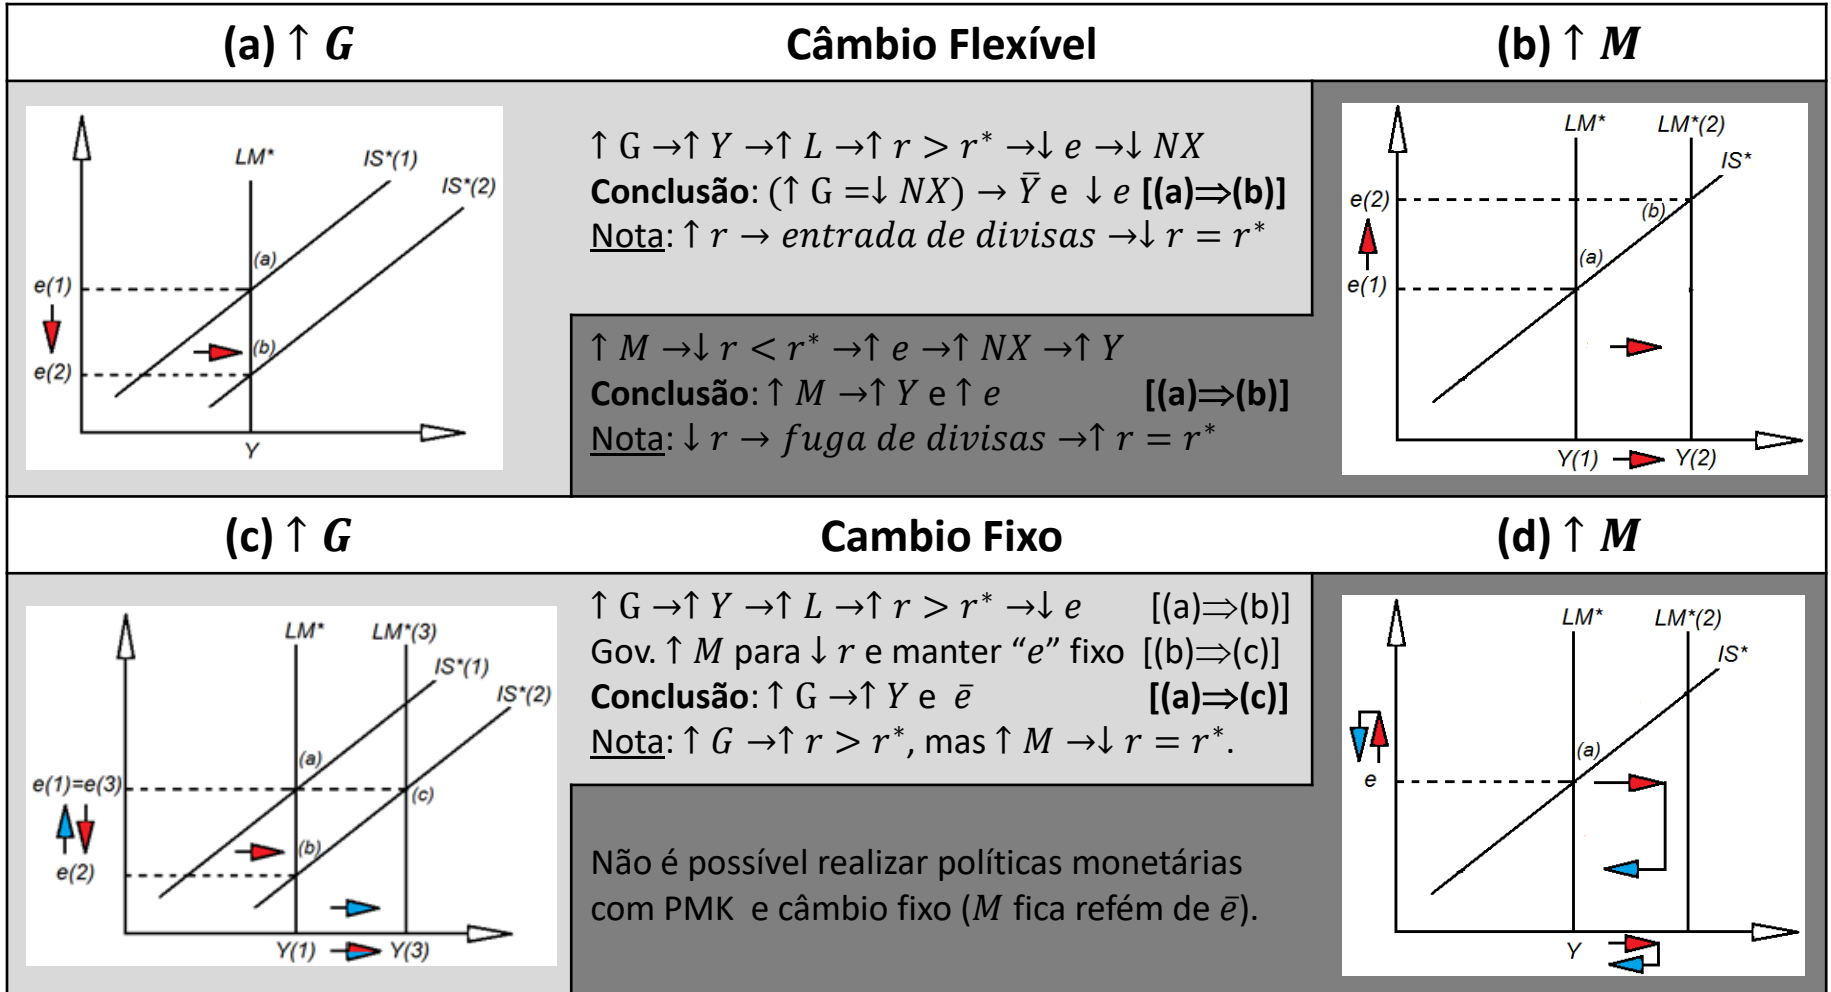 (a) ↑ G
Câmbio Flexível
(b) ↑ M
LM*
IS*(1)
IS*(2)
(a)
e(1)
(b)
e(2)
Y
↑ G →↑ Y →↑ L →↑ r > r* →↓ e →↓ NX
Conclusão: (↑ G =↓ NX) → Ȳ e ↓ e [(a)⇒(b)]
Nota: ↑ r → entrada de divisas →↓ r = r*
↑ M →↓ r < r* →↑ e →↑ NX →↑ Y
Conclusão: ↑ M →↑ Y e ↑ e [(a)⇒(b)]
Nota: ↓ r → fuga de divisas →↑ r = r*
LM*
LM*(2)
IS*
e(2)
(b)
(a)
e(1)
Y(1)
Y(2)
(c) ↑ G
Cambio Fixo
(d) ↑ M
LM*
LM*(3)
IS*(1)
IS*(2)
(a)
e(1)=e(3)
(c)
(b)
e(2)
Y(1)
Y(3)
↑ G →↑ Y →↑ L →↑ r > r* →↓ e [(a)⇒(b)]
Gov. ↑ M para ↓ r e manter “e” fixo [(b)⇒(c)]
Conclusão: ↑ G →↑ Y e ē [(a)⇒(c)]
Nota: ↑ G →↑ r > r*, mas ↑ M →↓ r = r*.
Não é possível realizar políticas monetárias
com PMK e câmbio fixo (M fica refém de ē).
LM*
LM*(2)
IS*
(a)
e
Y